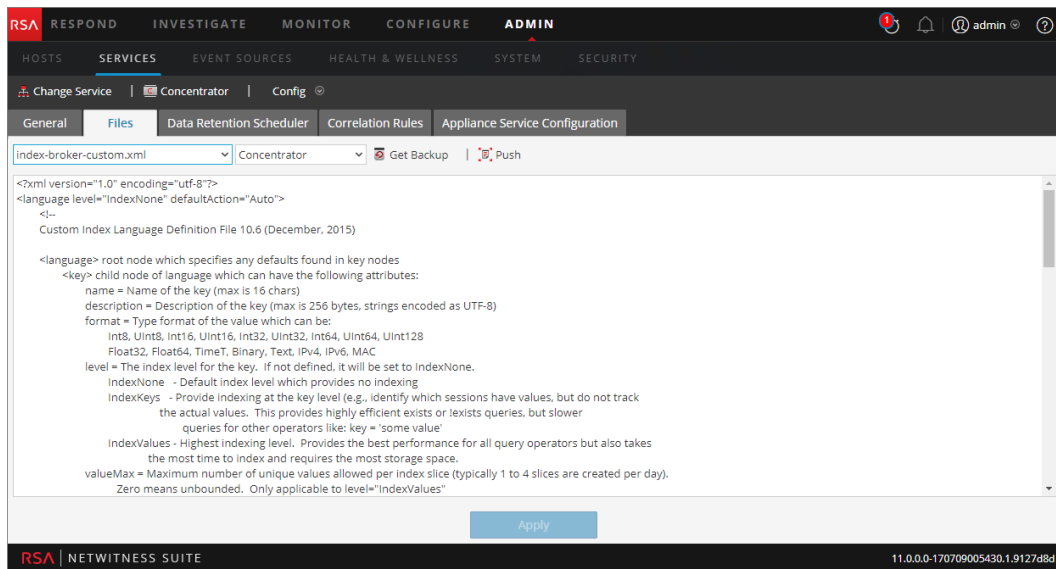 RSA RESPOND INVESTIGATE MONITOR CONFIGURE ADMIN 1 admin ?
HOSTS SERVICES EVENT SOURCES HEALTH & WELLNESS SYSTEM SECURITY
Change Service | C Concentrator | Config
General Files Data Retention Scheduler Correlation Rules Appliance Service Configuration
index-broker-custom.xml Concentrator Get Backup | Push
<?xml version="1.0" encoding="utf-8"?>
<language level="IndexNone" defaultAction="Auto">
<!--
Custom Index Language Definition File 10.6 (December, 2015)
<language> root node which specifies any defaults found in key nodes
<key> child node of language which can have the following attributes:
name = Name of the key (max is 16 chars)
description = Description of the key (max is 256 bytes, strings encoded as UTF-8)
format = Type format of the value which can be:
Int8, UInt8, Int16, UInt16, Int32, UInt32, Int64, UInt64, UInt128
Float32, Float64, TimeT, Binary, Text, IPv4, IPv6, MAC
level = The index level for the key. If not defined, it will be set to IndexNone.
IndexNone - Default index level which provides no indexing
IndexKeys - Provide indexing at the key level (e.g., identify which sessions have values, but do not track
the actual values. This provides highly efficient exists or !exists queries, but slower
queries for other operators like: key = 'some value'
IndexValues - Highest indexing level. Provides the best performance for all query operators but also takes
the most time to index and requires the most storage space.
valueMax = Maximum number of unique values allowed per index slice (typically 1 to 4 slices are created per day).
Zero means unbounded. Only applicable to level="IndexValues"
Apply
RSA | NETWITNESS SUITE 11.0.0.0-170709005430.1.9127d8d